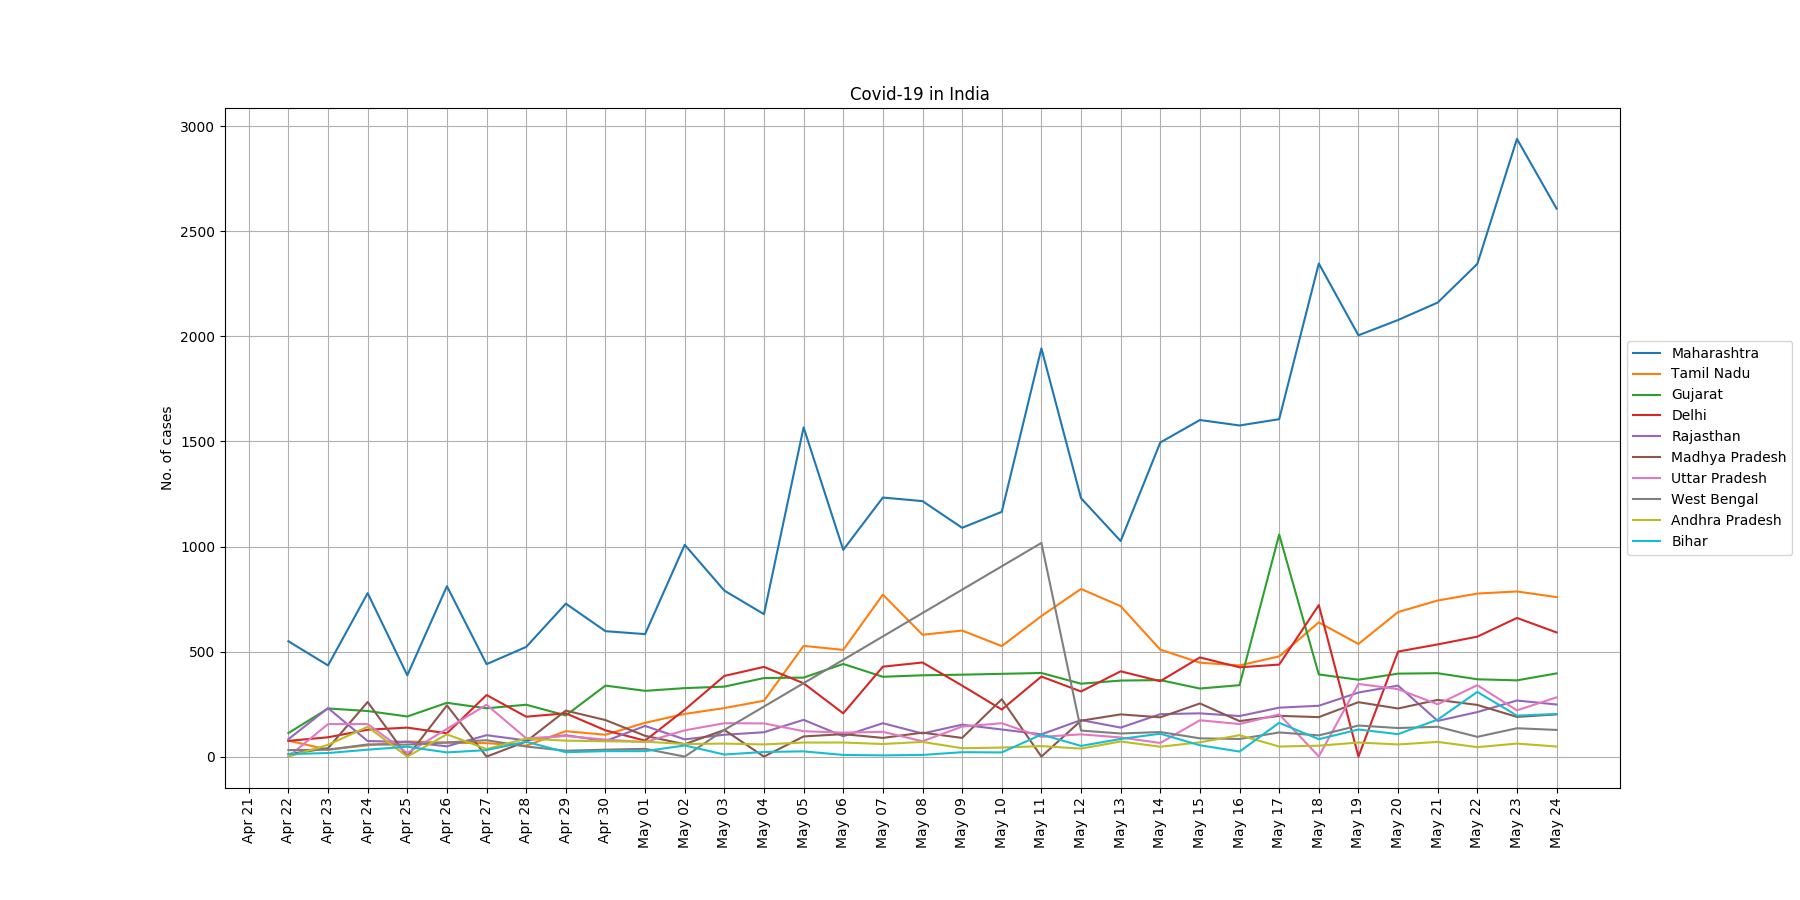 Covid-19 in India
3000
2500
2000
1500
1000
500
0
No. of cases
Apr 21
Apr 22
Apr 23
Apr 24
Apr 25
Apr 26
Apr 27
Apr 28
Apr 29
Apr 30
May 01
May 02
May 03
May 04
May 05
May 06
May 07
May 08
May 09
May 10
May 11
May 12
May 13
May 14
May 15
May 16
May 17
May 18
May 19
May 20
May 21
May 22
May 23
May 24
Maharashtra
Tamil Nadu
Gujarat
Delhi
Rajasthan
Madhya Pradesh
Uttar Pradesh
West Bengal
Andhra Pradesh
Bihar